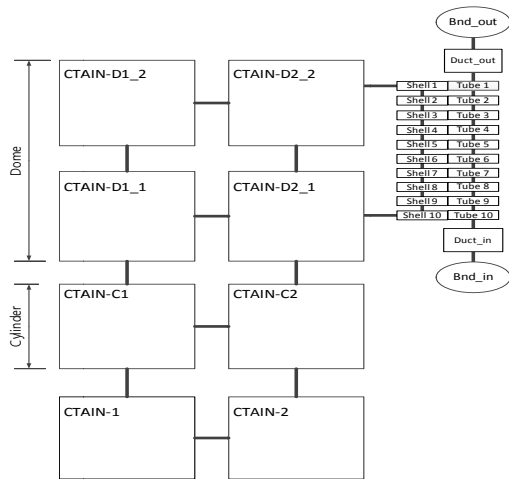 Bnd_out
Duct_out
CTAIN-D1_2
CTAIN-D2_2
Shell 1 Tube 1
Shell 2 Tube 2
Shell 3 Tube 3
Shell 4 Tube 4
Shell 5 Tube 5
Shell 6 Tube 6
Shell 7 Tube 7
Shell 8 Tube 8
Shell 9 Tube 9
Shell 10 Tube 10
Dome
CTAIN-D1_1
CTAIN-D2_1
Duct_in
Bnd_in
Cylinder
CTAIN-C1
CTAIN-C2
CTAIN-1
CTAIN-2